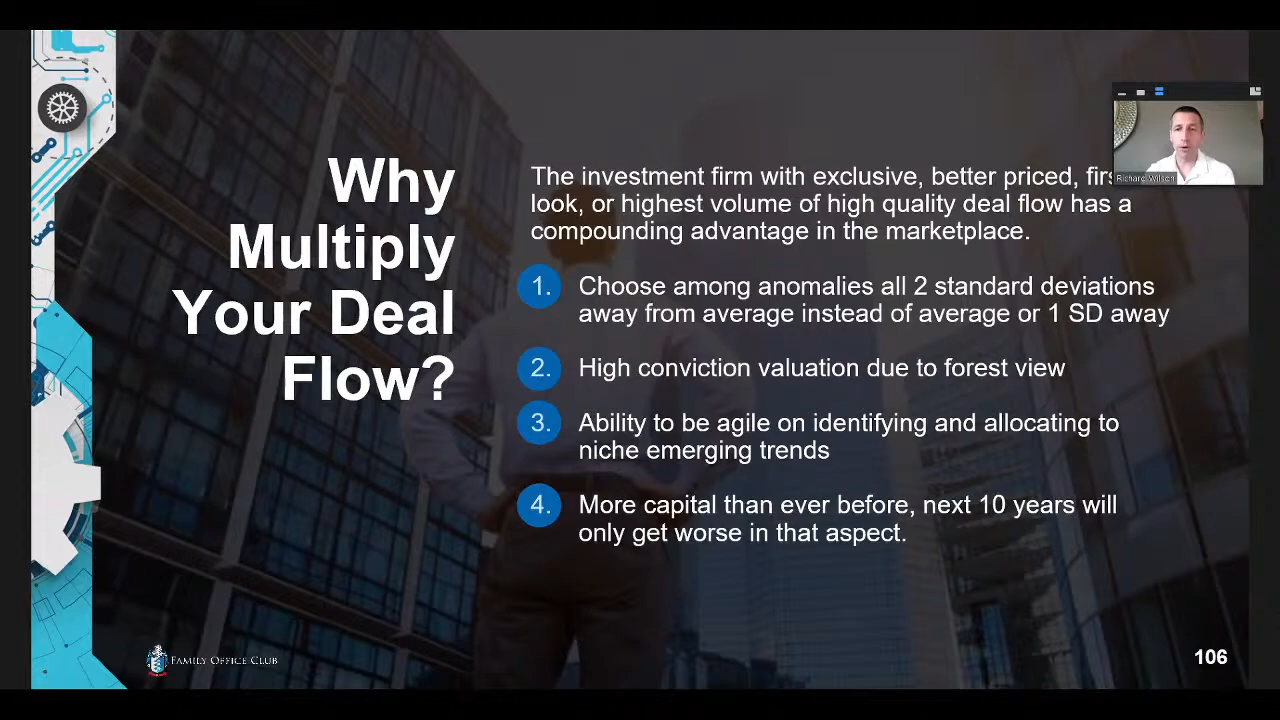 Why
Multiply
Your Deal
Flow?
The investment firm with exclusive, better priced,
look, or highest volume of high quality deal flow has a
compounding advantage in the marketplace.
1. Choose among anomalies all 2 standard deviations
away from average instead of average or 1 SD away
2. High conviction valuation due to forest view
3. Ability to be agile on identifying and allocating to
niche emerging trends
4. More capital than ever before, next 10 years will
only get worse in that aspect.
Richard Wilson
FAMILY OFFICE CLUB
106